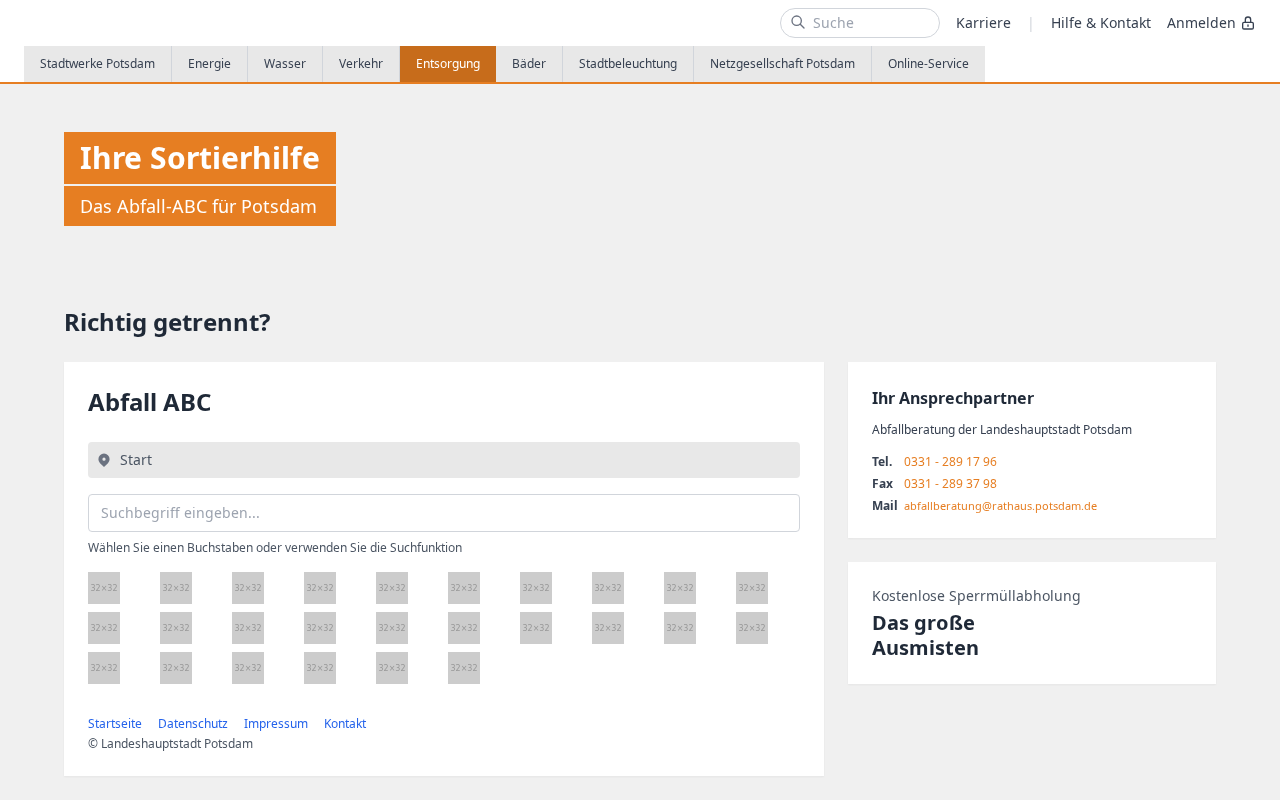 Suche Karriere | Hilfe & Kontakt Anmelden
Stadtwerke Potsdam Energie Wasser Verkehr Entsorgung Bäder Stadtbeleuchtung Netzgesellschaft Potsdam Online-Service
Ihre Sortierhilfe
Das Abfall-ABC für Potsdam
Richtig getrennt?
Abfall ABC
Start
Suchbegriff eingeben...
Wählen Sie einen Buchstaben oder verwenden Sie die Suchfunktion
32×32 32×32 32×32 32×32 32×32 32×32 32×32 32×32 32×32 32×32
32×32 32×32 32×32 32×32 32×32 32×32 32×32 32×32 32×32 32×32
32×32 32×32 32×32 32×32 32×32 32×32
Startseite Datenschutz Impressum Kontakt
© Landeshauptstadt Potsdam
Ihr Ansprechpartner
Abfallberatung der Landeshauptstadt Potsdam
Tel. 0331 - 289 17 96
Fax 0331 - 289 37 98
Mail abfallberatung@rathaus.potsdam.de
Kostenlose Sperrmüllabholung
Das große
Ausmisten